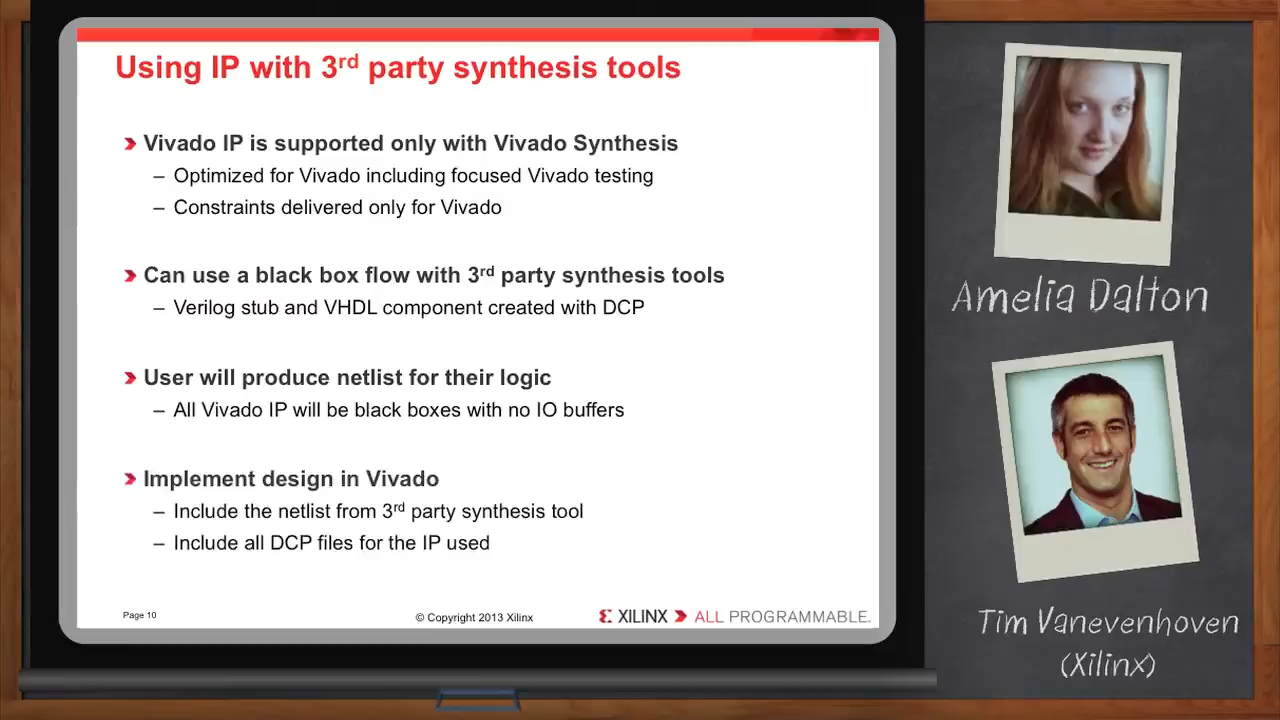 Using IP with 3rd party synthesis tools
Vivado IP is supported only with Vivado Synthesis
– Optimized for Vivado including focused Vivado testing
– Constraints delivered only for Vivado
Can use a black box flow with 3rd party synthesis tools
– Verilog stub and VHDL component created with DCP
User will produce netlist for their logic
– All Vivado IP will be black boxes with no IO buffers
Implement design in Vivado
– Include the netlist from 3rd party synthesis tool
– Include all DCP files for the IP used
Page 10
© Copyright 2013 Xilinx
XILINX ALL PROGRAMMABLE.
Amelia Dalton
Tim Vanevenhoven
(Xilinx)